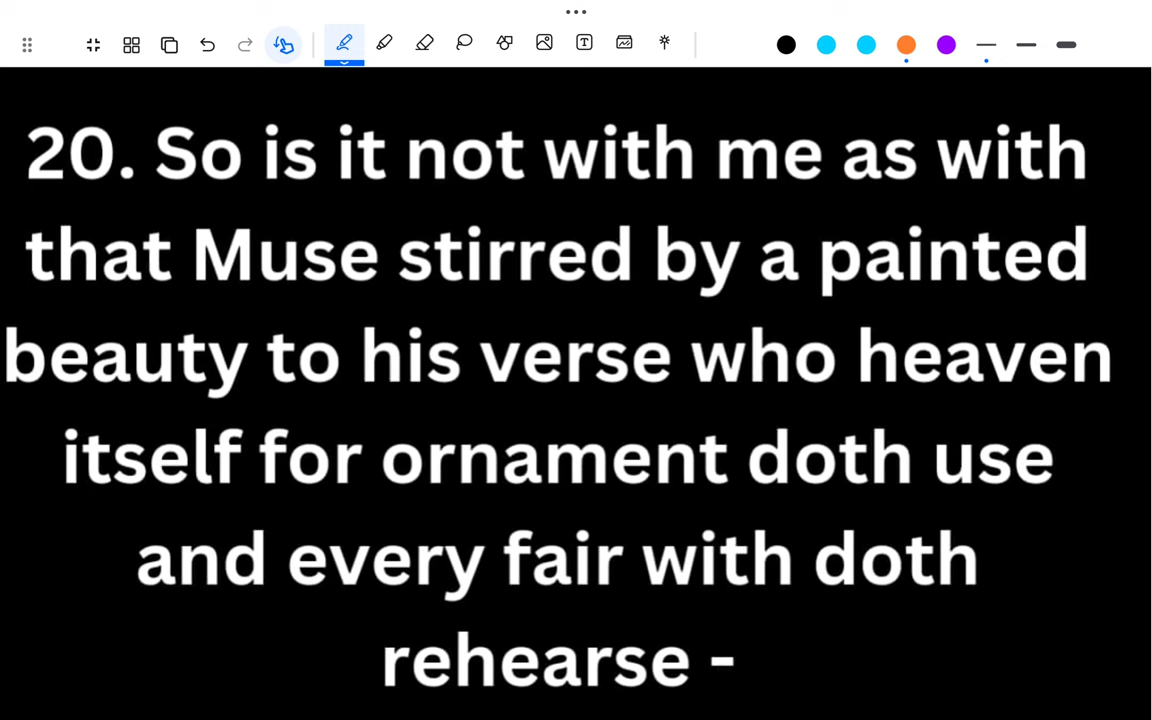 20. So is it not with me as with
that Muse stirred by a painted
beauty to his verse who heaven
itself for ornament doth use
and every fair with doth
rehearse -